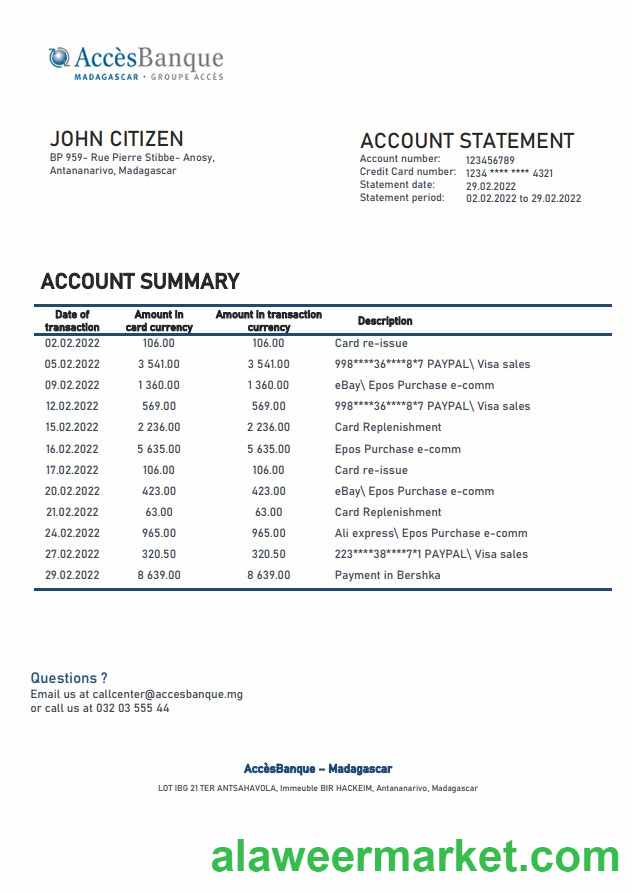 AccèsBanque
MADAGASCAR • GROUPE ACCÈS
JOHN CITIZEN
BP 959- Rue Pierre Stibbe- Anosy,
Antananarivo, Madagascar
ACCOUNT STATEMENT
Account number: 123456789
Credit Card number: 1234 **** **** 4321
Statement date: 29.02.2022
Statement period: 02.02.2022 to 29.02.2022
ACCOUNT SUMMARY
Date of transaction Amount in card currency Amount in transaction currency Description
02.02.2022 106.00 106.00 Card re-issue
05.02.2022 3 541.00 3 541.00 998****36****8*7 PAYPAL\ Visa sales
09.02.2022 1 360.00 1 360.00 eBay\ Epos Purchase e-comm
12.02.2022 569.00 569.00 998****36****8*7 PAYPAL\ Visa sales
15.02.2022 2 236.00 2 236.00 Card Replenishment
16.02.2022 5 635.00 5 635.00 Epos Purchase e-comm
17.02.2022 106.00 106.00 Card re-issue
20.02.2022 423.00 423.00 eBay\ Epos Purchase e-comm
21.02.2022 63.00 63.00 Card Replenishment
24.02.2022 965.00 965.00 Ali express\ Epos Purchase e-comm
27.02.2022 320.50 320.50 223****38****7*1 PAYPAL\ Visa sales
29.02.2022 8 639.00 8 639.00 Payment in Bershka
Questions ?
Email us at callcenter@accesbanque.mg
or call us at 032 03 555 44
AccèsBanque – Madagascar
LOT IBG 21 TER ANTSAHAVOLA, Immeuble BIR HACKEIM, Antananarivo, Madagascar
alaweermarket.com